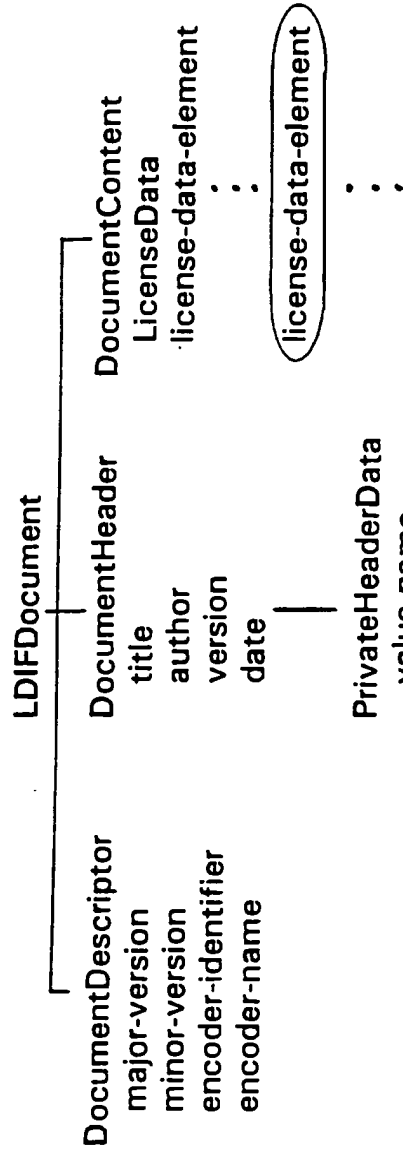 LDIFDocument
DocumentDescriptor
major-version
minor-version
encoder-identifier
encoder-name
DocumentHeader
title
author
version
date
PrivateHeaderData
DocumentContent
LicenseData
license-data-element
license-data-element